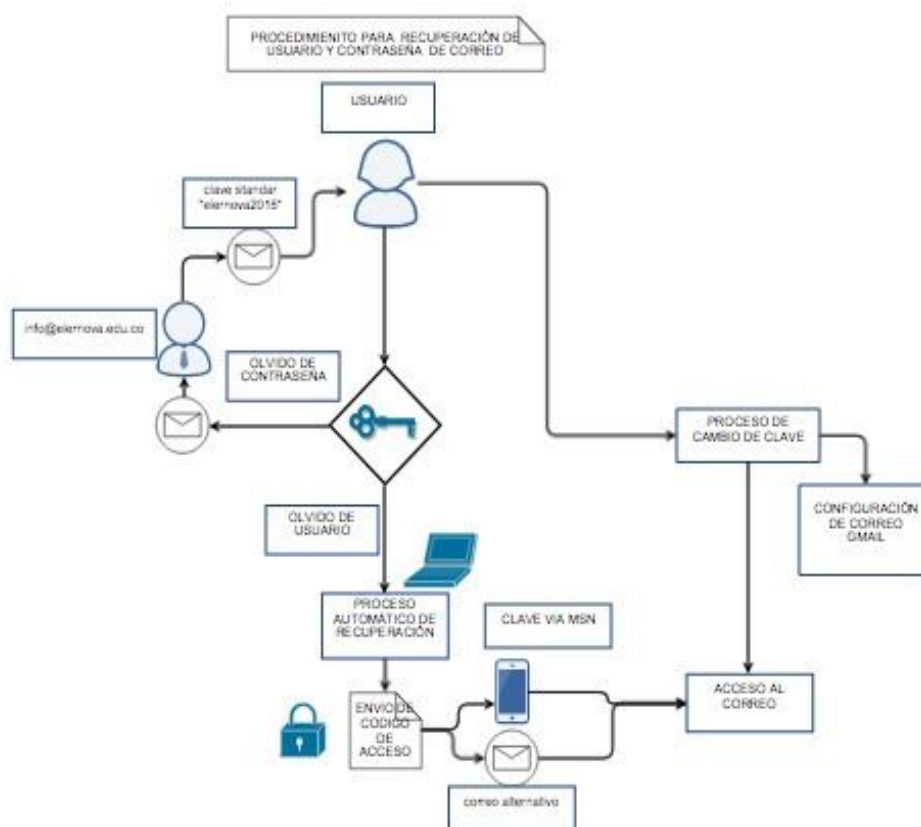 PROCEDIMIENITO PARA RECUPERACIÓN DE
USUARIO Y CONTRASEÑA DE CORREO
USUARIO
clave standar
"elernova2015"
info@elernova.edu.co
OLVIDO DE
CONTRASEÑA
PROCESO DE
CAMBIO DE CLAVE
CONFIGURACIÓN
DE CORREO
GMAIL
OLVIDO DE
USUARIO
PROCESO
AUTOMÁTICO DE
RECUPERACIÓN
CLAVE VIA MSN
ENVIO DE
CODIGO
DE
ACCESO
ACCESO AL
CORREO
correo alternativo